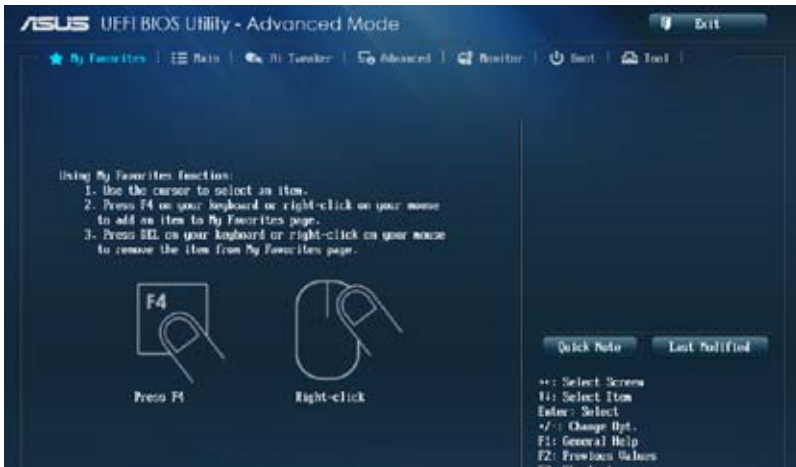 ASUS UEFI BIOS Utility - Advanced Mode
Exit
My Favorites | Main | Ai Tweaker | Advanced | Monitor | Boot | Tool |
Using My Favorites function:
1. Use the cursor to select an item.
2. Press F4 on your keyboard or right-click on your mouse
to add an item to My Favorites page.
3. Press DEL on your keyboard or right-click on your mouse
to remove the item from My Favorites page.
F4
Press F4 Right-click
Quick Note Last Modified
→←: Select Screen
↑↓: Select Item
Enter: Select
+/-: Change Opt.
F1: General Help
F2: Previous Values